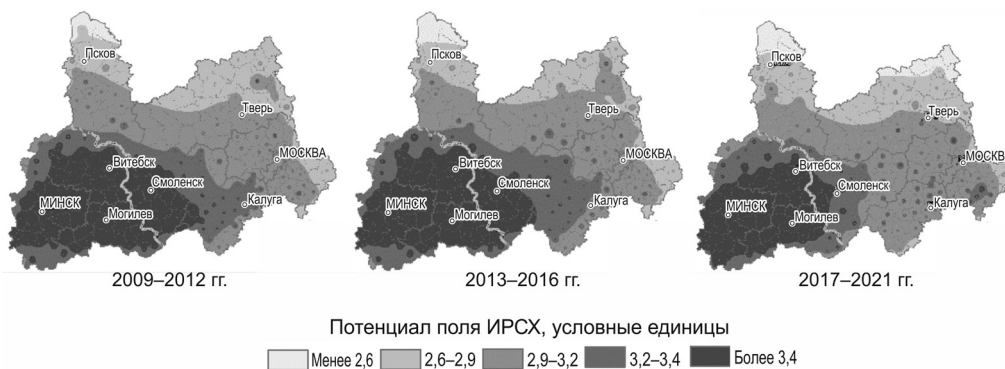 Псков
Тверь
МОСКВА
Витебск
Смоленск
МИНСК
Могилев
Калуга
2009–2012 гг.
Псков
Тверь
МОСКВА
Витебск
Смоленск
МИНСК
Могилев
Калуга
2013–2016 гг.
Псков
Тверь
МОСКВ
Витебск
Смоленск
МИНСК
Могилев
Калуга
2017–2021 гг.
Потенциал поля ИРСХ, условные единицы
Менее 2,6 2,6–2,9 2,9–3,2 3,2–3,4 Более 3,4